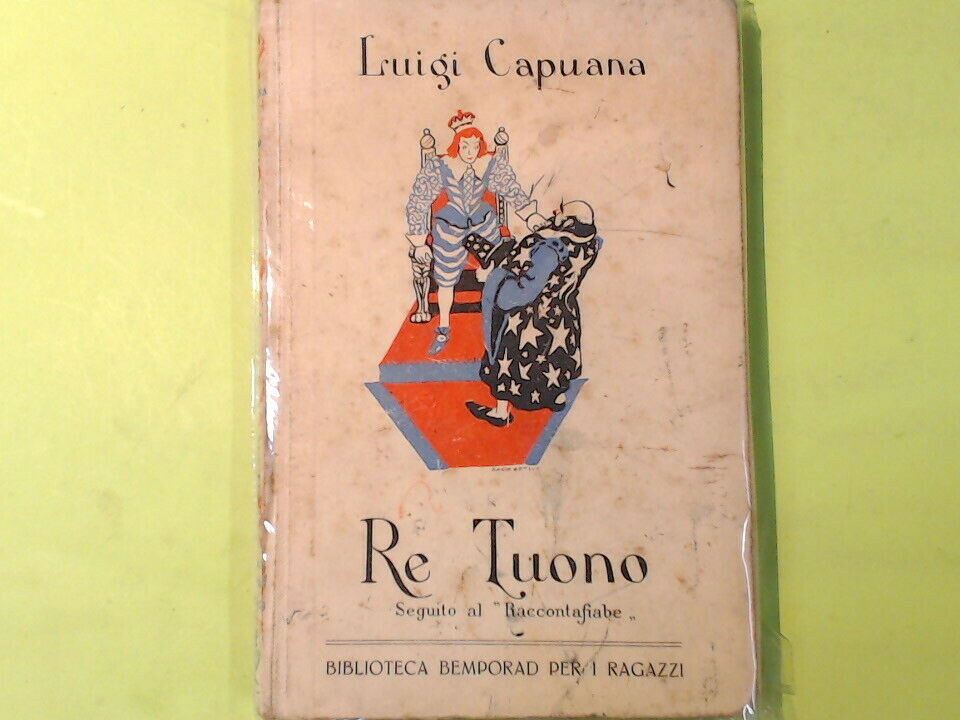 Luigi Capuana
Re Tuono
Seguito al "Raccontafiabe„
BIBLIOTECA BEMPORAD PER I RAGAZZI